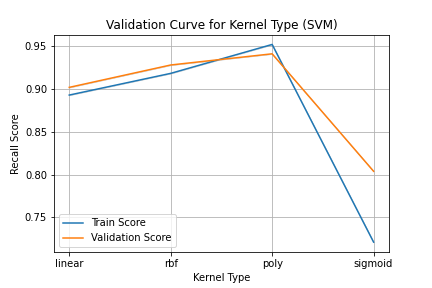 Validation Curve for Kernel Type (SVM)
0.95
0.90
0.85
0.80
0.75
Recall Score
Train Score
Validation Score
linear rbf poly sigmoid
Kernel Type